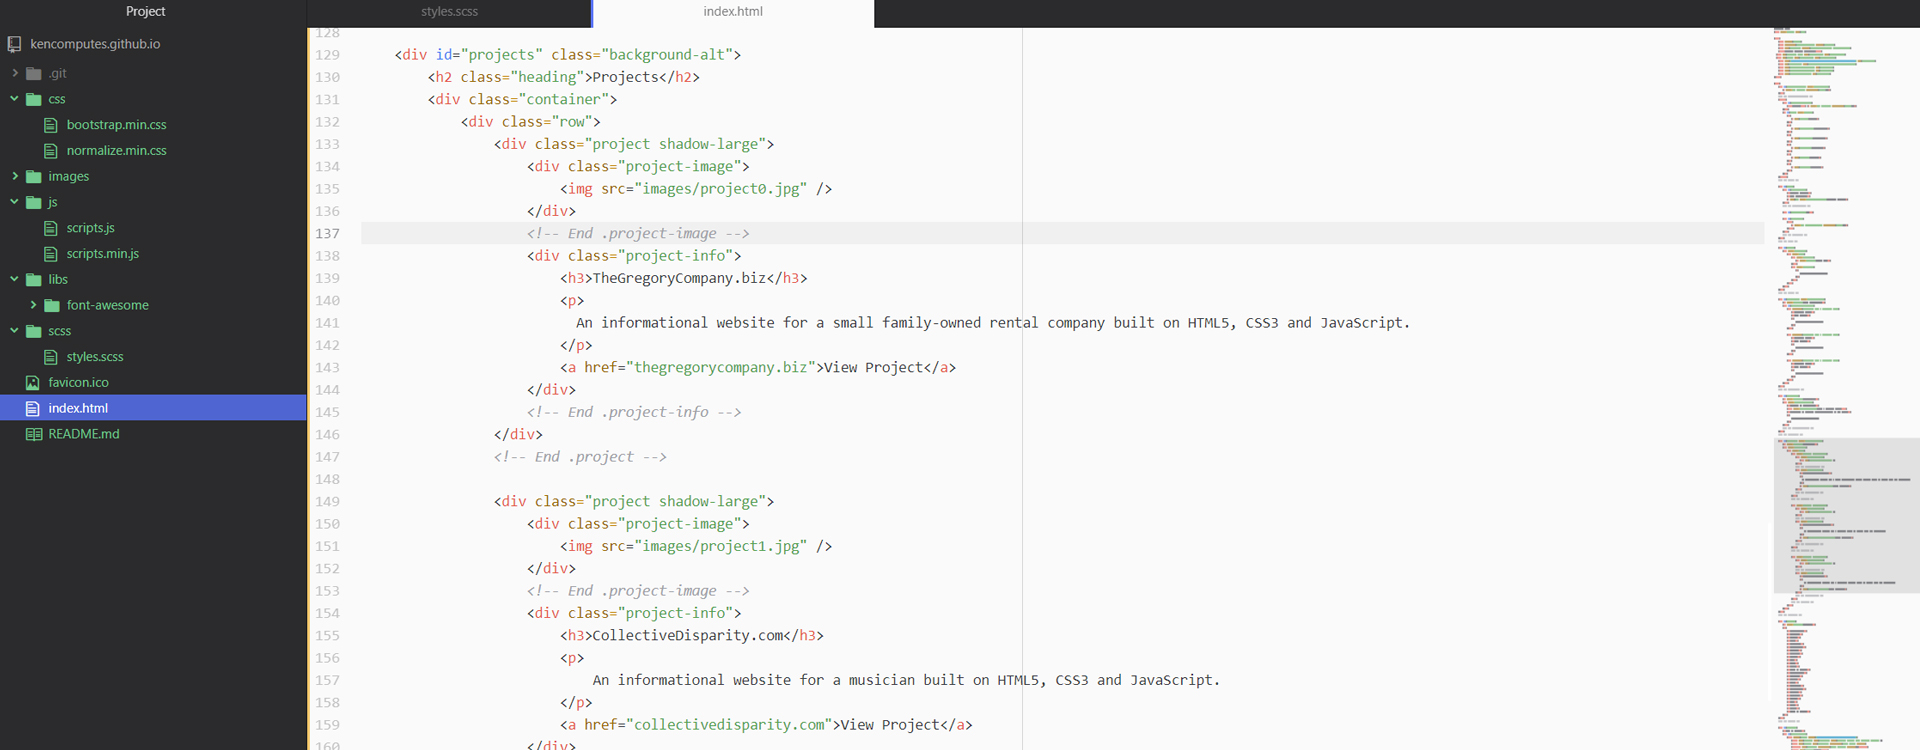 Project
styles.scss
index.html
kencomputes.github.io
.git
css
bootstrap.min.css
normalize.min.css
images
js
scripts.js
scripts.min.js
libs
font-awesome
scss
styles.scss
favicon.ico
index.html
README.md
128
129 <div id="projects" class="background-alt">
130 <h2 class="heading">Projects</h2>
131 <div class="container">
132 <div class="row">
133 <div class="project shadow-large">
134 <div class="project-image">
135 <img src="images/project0.jpg" />
136 </div>
137 <!-- End .project-image -->
138 <div class="project-info">
139 <h3>TheGregoryCompany.biz</h3>
140 <p>
141 An informational website for a small family-owned rental company built on HTML5, CSS3 and JavaScript.
142 </p>
143 <a href="thegregorycompany.biz">View Project</a>
144 </div>
145 <!-- End .project-info -->
146 </div>
147 <!-- End .project -->
148
149 <div class="project shadow-large">
150 <div class="project-image">
151 <img src="images/project1.jpg" />
152 </div>
153 <!-- End .project-image -->
154 <div class="project-info">
155 <h3>CollectiveDisparity.com</h3>
156 <p>
157 An informational website for a musician built on HTML5, CSS3 and JavaScript.
158 </p>
159 <a href="collectivedisparity.com">View Project</a>
160 </div>